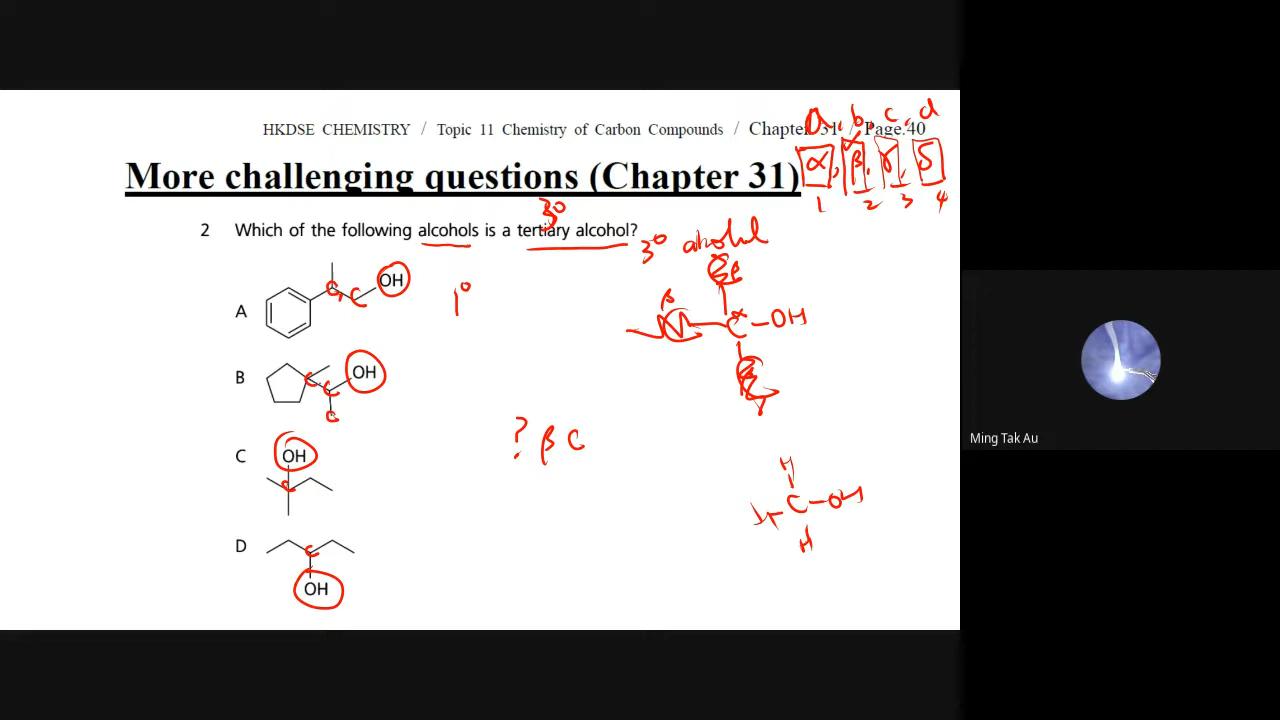 HKDSE CHEMISTRY / Topic 11 Chemistry of Carbon Compounds / Chapter 31 / Page.40
a, b, c, d
More challenging questions (Chapter 31)
α, β, γ, δ
1 2 3 4
3°
2 Which of the following alcohols is a tertiary alcohol?
3° alcohol
A OH C C 1°
β C α OH β
B OH C C C
Ming Tak Au
? β C
C OH C
H
C OH
H
D C OH